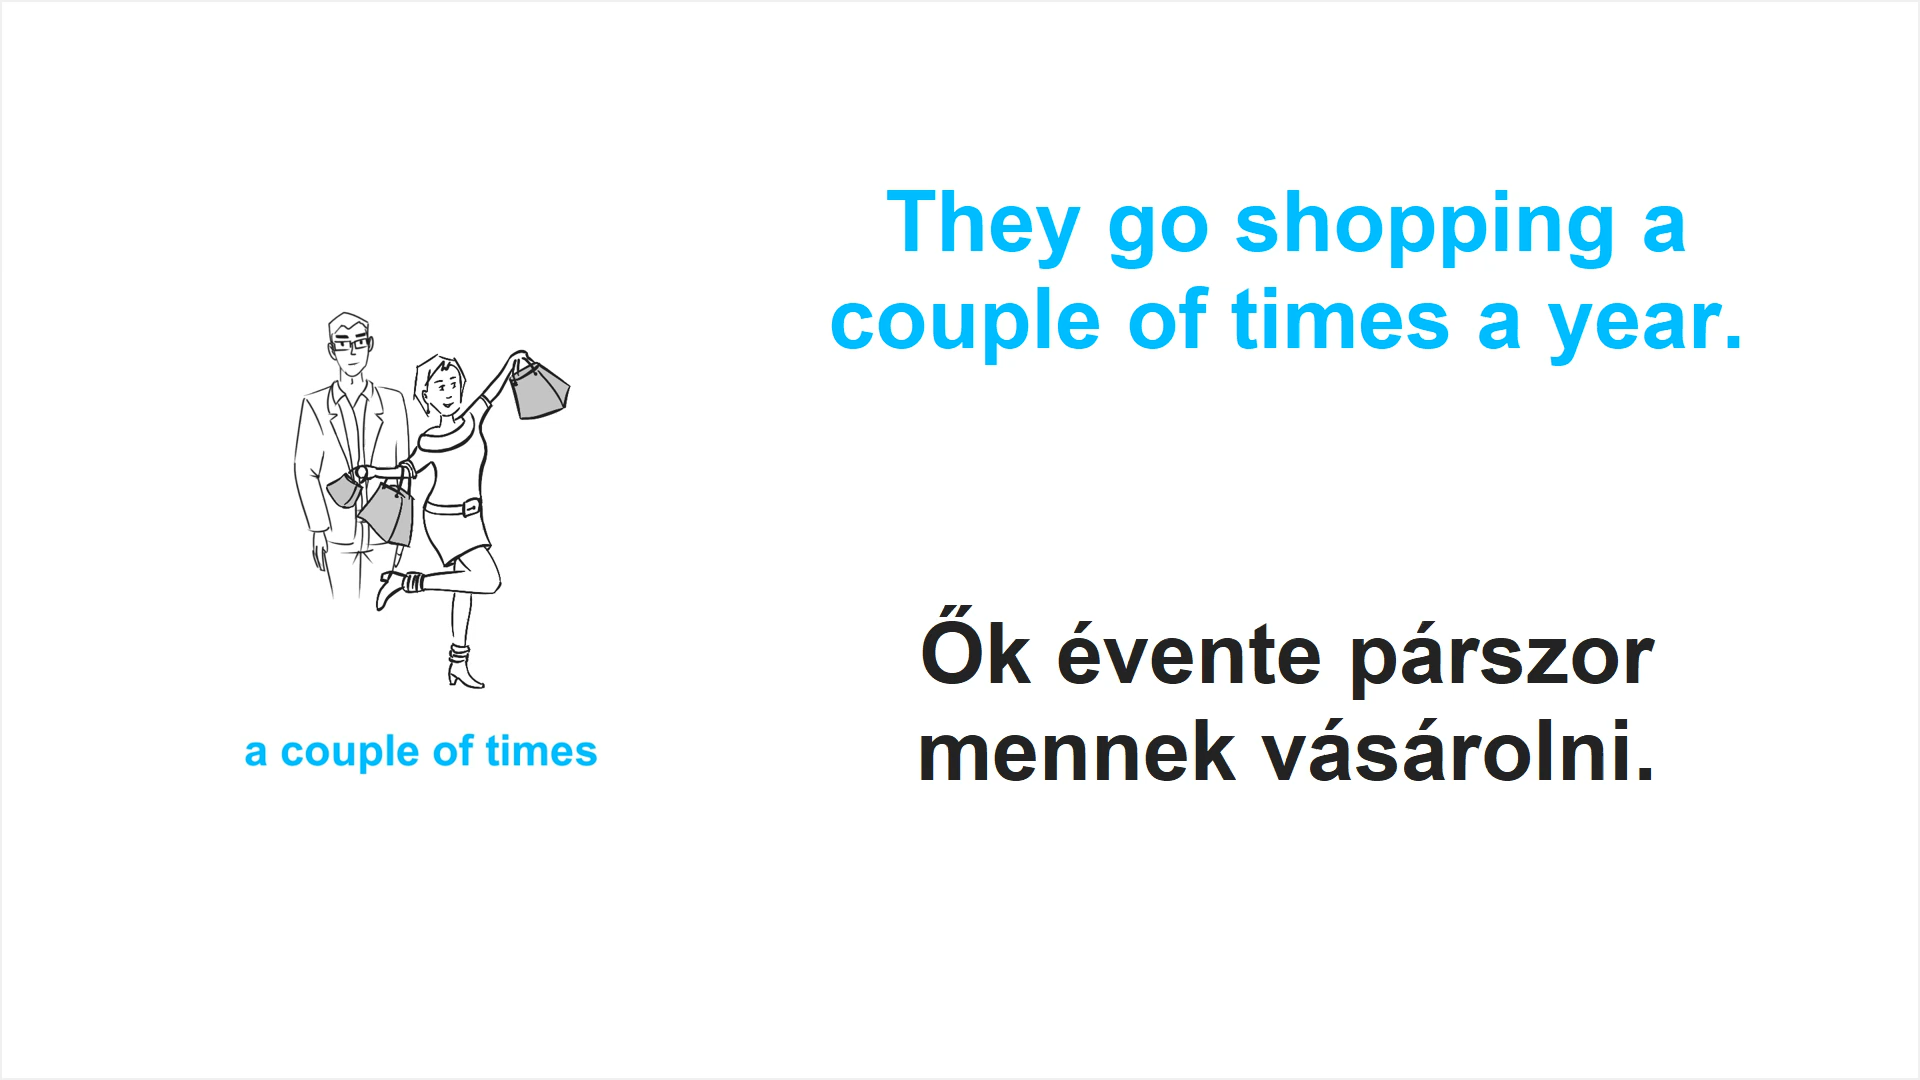 They go shopping a
couple of times a year.
a couple of times
Ők évente párszor
mennek vásárolni.